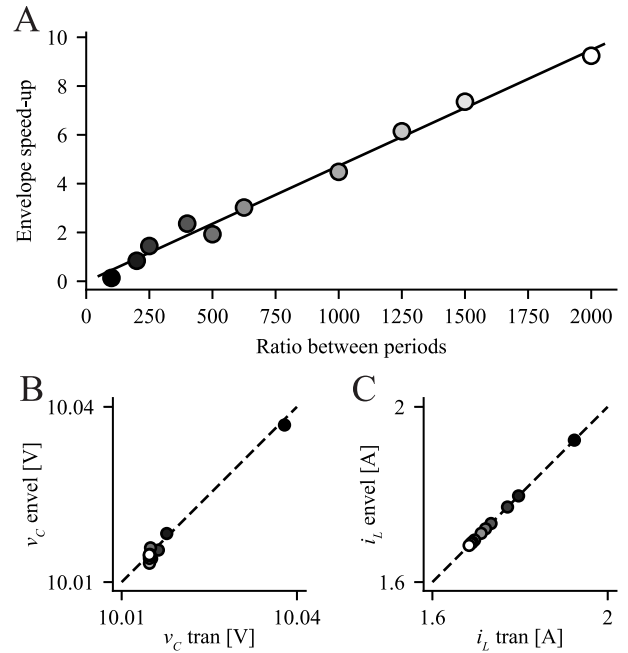 A
10
8
6
4
2
0
Envelope speed-up
0 250 500 750 1000 1250 1500 1750 2000
Ratio between periods
B
10.04
10.01
v_C envel [V]
10.01 10.04
v_C tran [V]
C
2
1.6
i_L envel [A]
1.6 2
i_L tran [A]